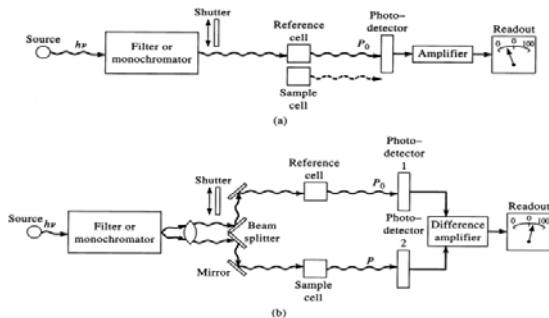 Shutter
Reference
cell
Photo–
detector
Source
hν
Filter or
monochromator
P₀
Amplifier
Readout
0 0 100
Sample
cell
(a)
Photo–
detector
1
Reference
cell
Shutter
P₀
Readout
Source
hν
Filter or
monochromator
Beam
splitter
Photo–
detector
2
Difference
amplifier
0 0 100
Mirror
Sample
cell
P
(b)